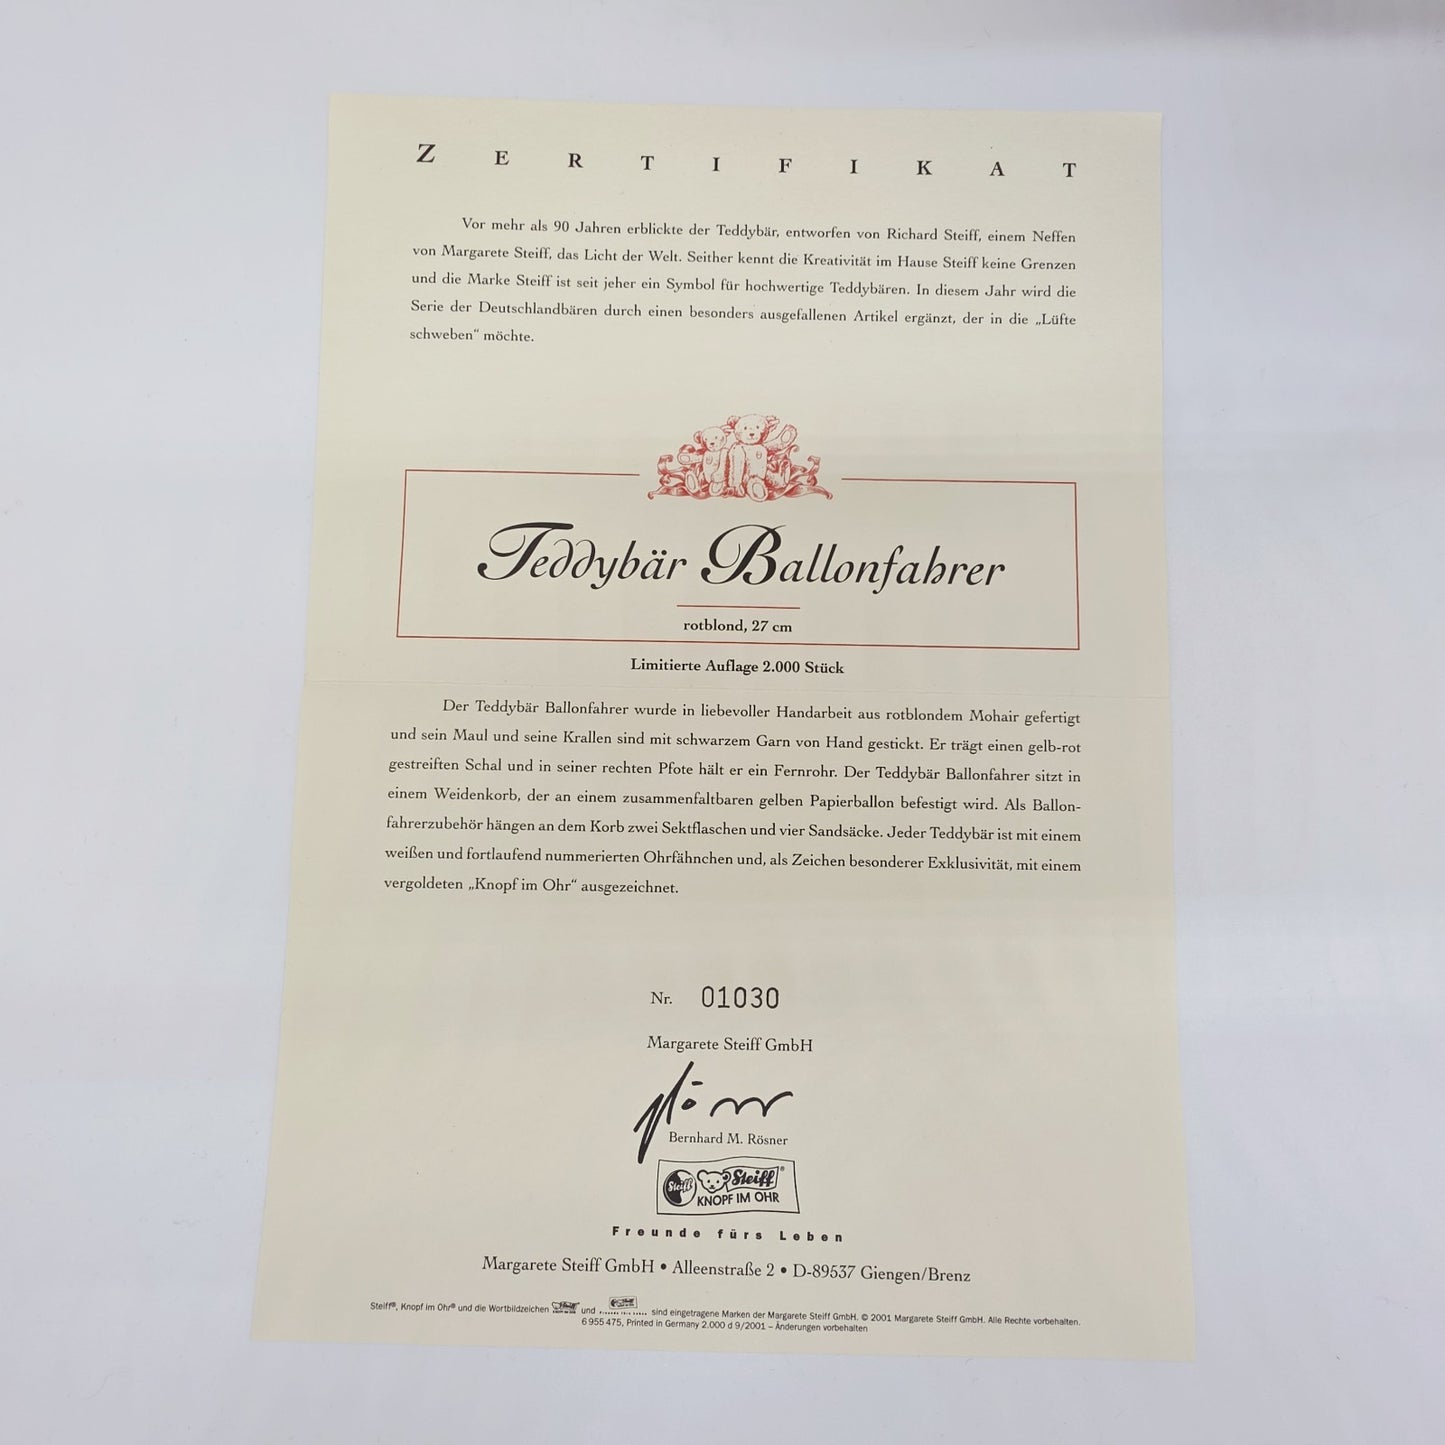 ZERTIFIKAT
Vor mehr als 90 Jahren erblickte der Teddybär, entworfen von Richard Steiff, einem Neffen
von Margarete Steiff, das Licht der Welt. Seither kennt die Kreativität im Hause Steiff keine Grenzen
und die Marke Steiff ist seit jeher ein Symbol für hochwertige Teddybären. In diesem Jahr wird die
Serie der Deutschlandbären durch einen besonders ausgefallenen Artikel ergänzt, der in die „Lüfte
schweben“ möchte.
Teddybär Ballonfahrer
rotblond, 27 cm
Limitierte Auflage 2.000 Stück
Der Teddybär Ballonfahrer wurde in liebevoller Handarbeit aus rotblondem Mohair gefertigt
und sein Maul und seine Krallen sind mit schwarzem Garn von Hand gestickt. Er trägt einen gelb-rot
gestreiften Schal und in seiner rechten Pfote hält er ein Fernrohr. Der Teddybär Ballonfahrer sitzt in
einem Weidenkorb, der an einem zusammenfaltbaren gelben Papierballon befestigt wird. Als Ballon-
fahrerzubehör hängen an dem Korb zwei Sektflaschen und vier Sandsäcke. Jeder Teddybär ist mit einem
weißen und fortlaufend nummerierten Ohrfähnchen und, als Zeichen besonderer Exklusivität, mit einem
vergoldeten „Knopf im Ohr“ ausgezeichnet.
Nr. 01030
Margarete Steiff GmbH
Bernhard M. Rösner
Steiff Steiff®
KNOPF IM OHR
Freunde fürs Leben
Margarete Steiff GmbH • Alleenstraße 2 • D-89537 Giengen/Brenz
Steiff®, Knopf im Ohr® und die Wortbildzeichen und sind eingetragene Marken der Margarete Steiff GmbH. © 2001 Margarete Steiff GmbH. Alle Rechte vorbehalten.
6 955 475, Printed in Germany 2.000 d 9/2001 – Änderungen vorbehalten